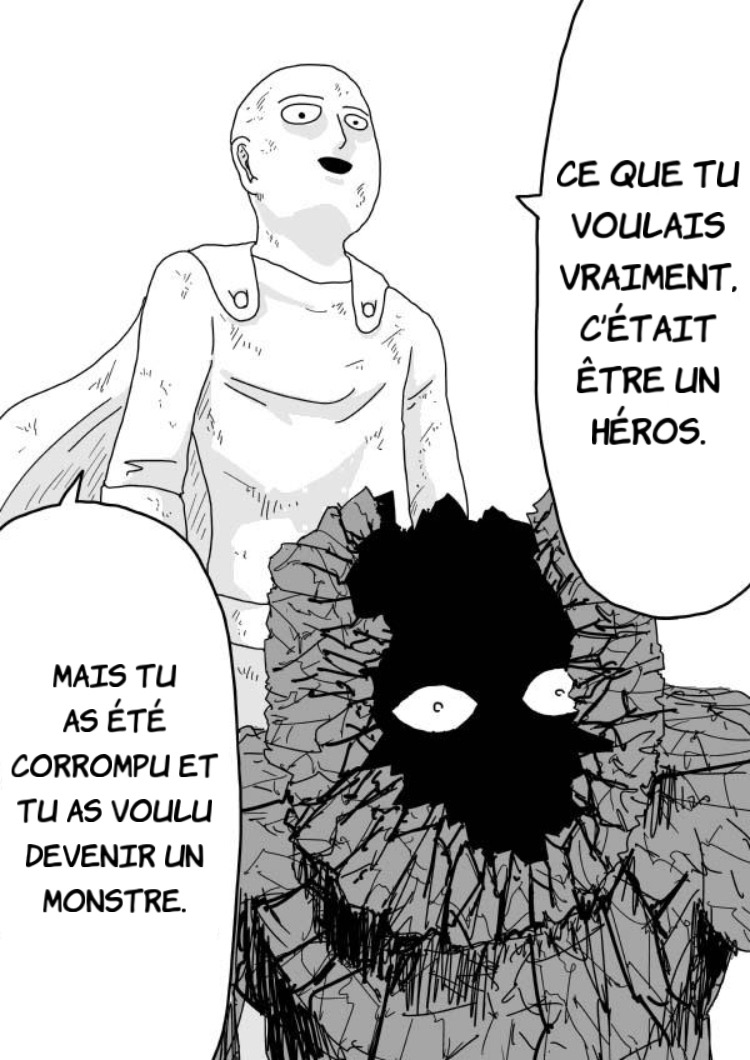 CE QUE TU
VOULAIS
VRAIMENT,
C'ÉTAIT
ÊTRE UN
HÉROS.
MAIS TU
AS ÉTÉ
CORROMPU ET
TU AS VOULU
DEVENIR UN
MONSTRE.